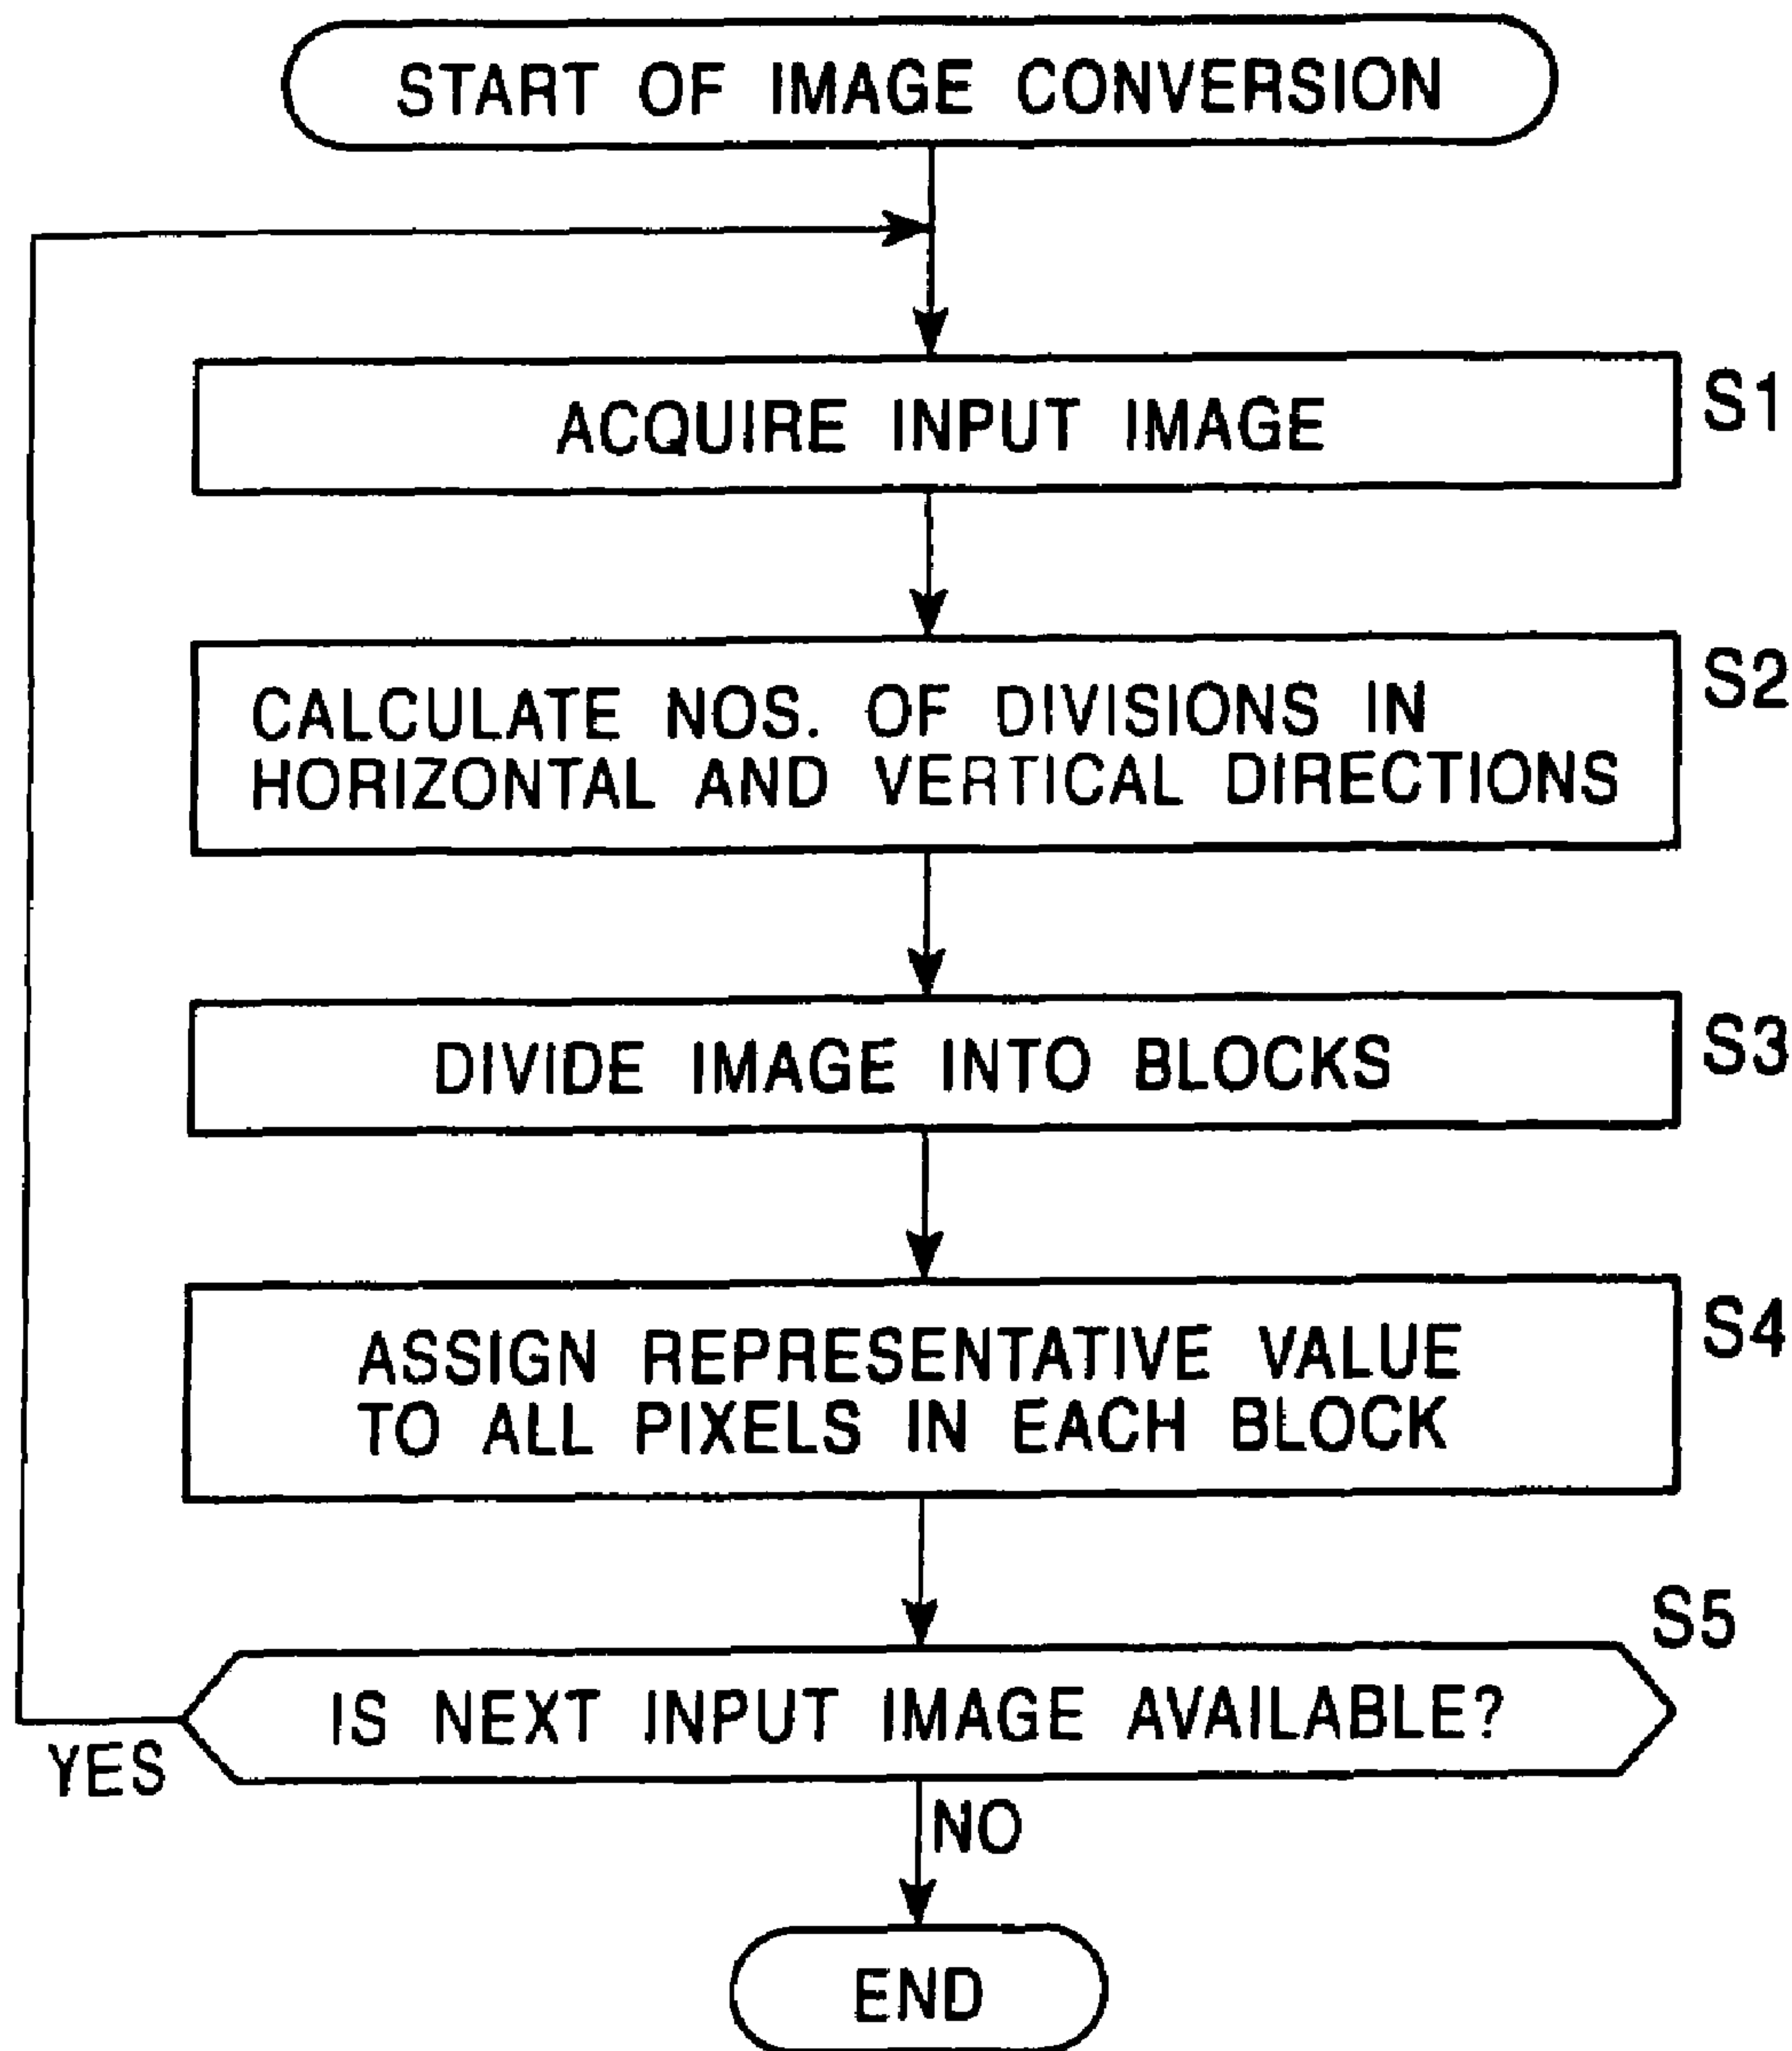 START OF IMAGE CONVERSION
ACQUIRE INPUT IMAGE
S1
CALCULATE NOS. OF DIVISIONS IN
HORIZONTAL AND VERTICAL DIRECTIONS
S2
DIVIDE IMAGE INTO BLOCKS
S3
ASSIGN REPRESENTATIVE VALUE
TO ALL PIXELS IN EACH BLOCK
S4
S5
IS NEXT INPUT IMAGE AVAILABLE?
YES
NO
END